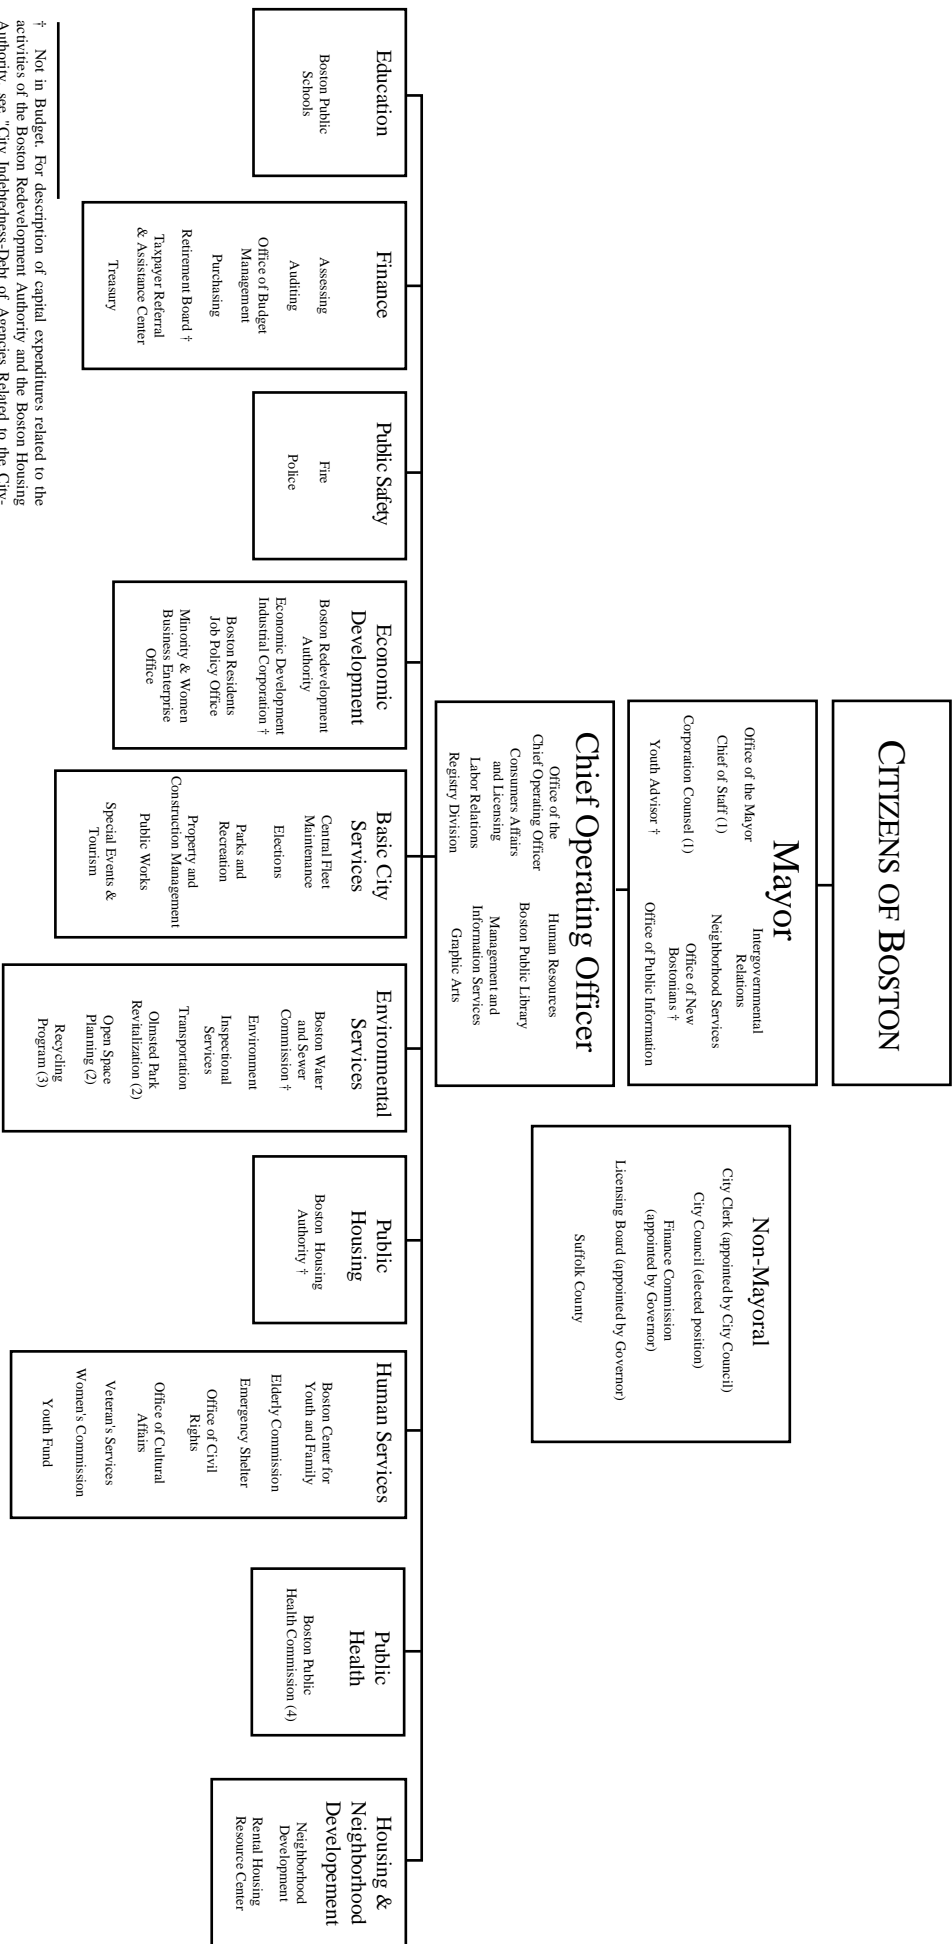 CITIZENS OF BOSTON
Mayor
Office of the Mayor
Chief of Staff (1)
Corporation Counsel (1)
Youth Advisor †
Intergovernmental
Relations
Neighborhood Services
Office of New
Bostonians †
Office of Public Information
Non-Mayoral
City Clerk (appointed by City Council)
City Council (elected position)
Finance Commission
(appointed by Governor)
Licensing Board (appointed by Governor)
Suffolk County
Chief Operating Officer
Office of the
Chief Operating Officer
Consumers Affairs
and Licensing
Labor Relations
Registry Division
Human Resources
Boston Public Library
Management and
Information Services
Graphic Arts
Education
Boston Public
Schools
Finance
Assessing
Auditing
Office of Budget
Management
Purchasing
Retirement Board †
Taxpayer Referral
& Assistance Center
Treasury
Public Safety
Fire
Police
Economic
Development
Boston Redevelopment
Authority
Economic Development
Industrial Corporation †
Boston Residents
Job Policy Office
Minority & Women
Business Enterprise
Office
Basic City
Services
Central Fleet
Maintenance
Elections
Parks and
Recreation
Property and
Construction Management
Public Works
Special Events &
Tourism
Environmental
Services
Boston Water
and Sewer
Commission †
Environment
Inspectional
Services
Transportation
Olmsted Park
Revitalization (2)
Open Space
Planning (2)
Recycling
Program (3)
Public
Housing
Boston Housing
Authority †
Human Services
Boston Center for
Youth and Family
Elderly Commission
Emergency Shelter
Office of Civil
Rights
Office of Cultural
Affairs
Veteran's Services
Women's Commission
Youth Fund
Public
Health
Boston Public
Health Commission (4)
Housing &
Neighborhood
Developement
Neighborhood
Development
Rental Housing
Resource Center
† Not in Budget. For description of capital expenditures related to the
activities of the Boston Redevelopment Authority and the Boston Housing
Authority, see "City Indebtedness-Debt of Agencies Related to the City-